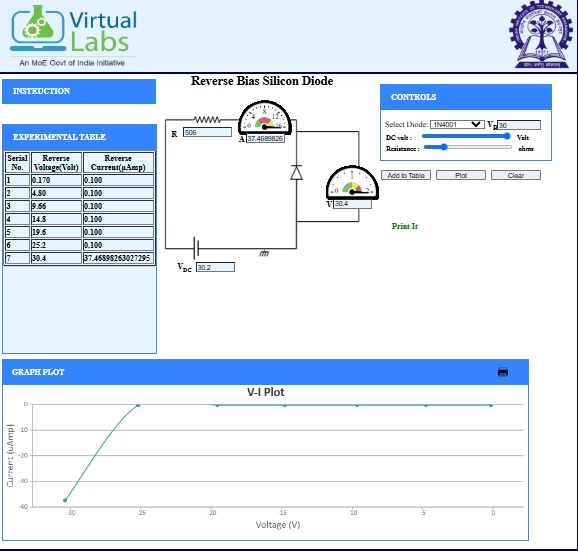 Virtual
Labs
An MoE Govt of India Initiative
INSTRUCTION
EXPERIMENTAL TABLE
Serial No. Reverse Voltage(Volt) Reverse Current(µAmp)
1 0.170 0.100
2 4.80 0.100
3 9.66 0.100
4 14.8 0.100
5 19.6 0.100
6 25.2 0.100
7 30.4 37.46898263027295
Reverse Bias Silicon Diode
R 506
A 37.4689826
V 30.4
VDC 30.2
CONTROLS
Select Diode: 1N4001 VR 30
DC volt : Volt
Resistance : ohms
Add to Table Plot Clear
Print It
GRAPH PLOT
V-I Plot
Current (uAmp)
0
-10
-20
-30
-40
-30 -25 -20 -15 -10 -5 0
Voltage (V)